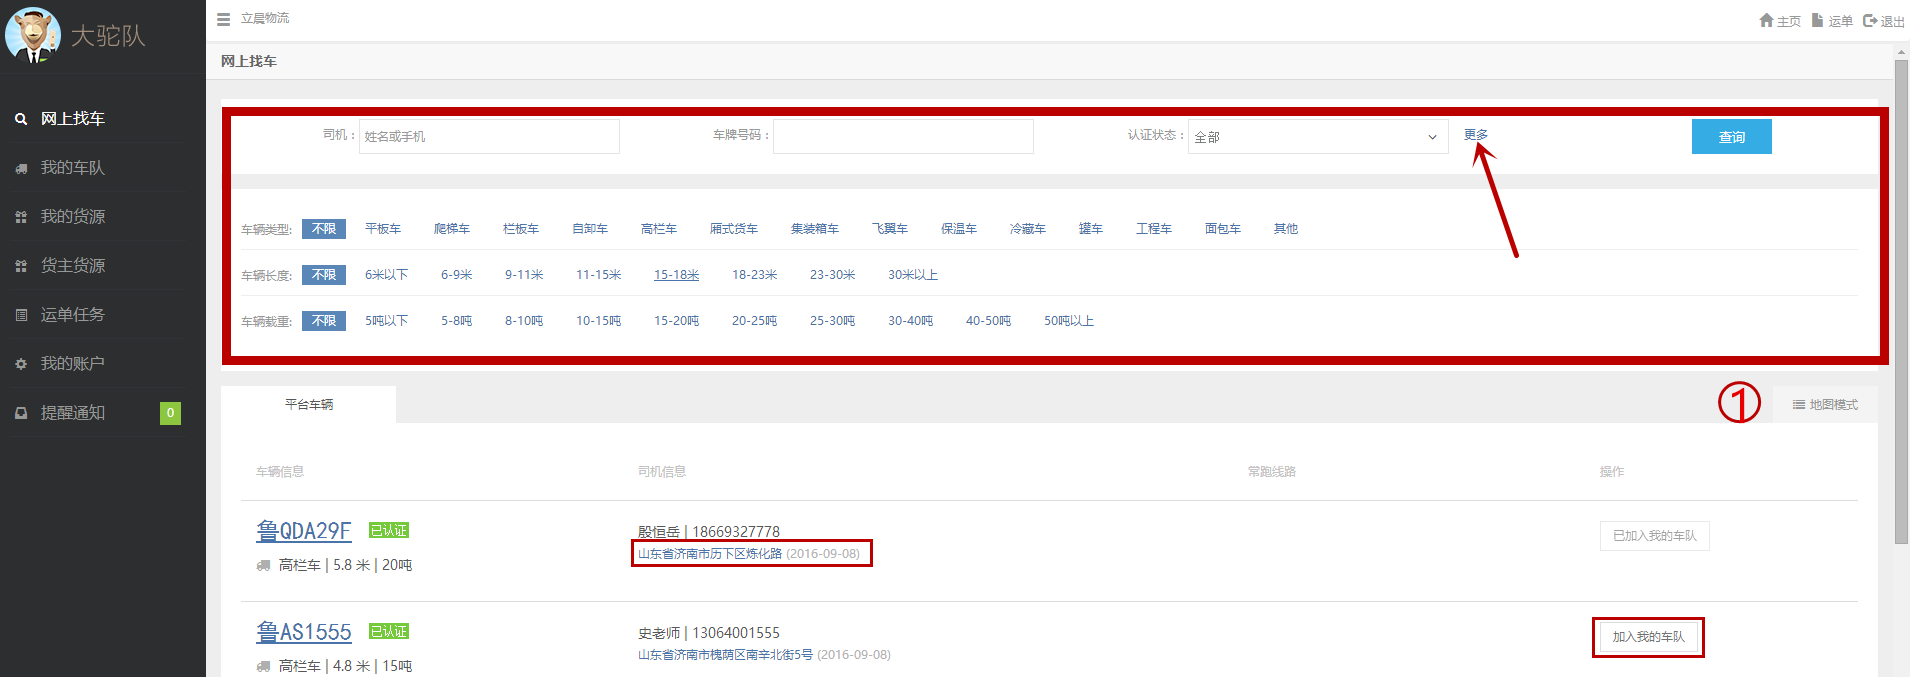 大驼队
立晨物流
主页 运单 退出
网上找车
网上找车
我的车队
我的货源
货主货源
运单任务
我的账户
提醒通知 0
司机： 姓名或手机 车牌号码： 认证状态： 全部 更多 查询
车辆类型: 不限 平板车 爬梯车 栏板车 自卸车 高栏车 厢式货车 集装箱车 飞翼车 保温车 冷藏车 罐车 工程车 面包车 其他
车辆长度: 不限 6米以下 6-9米 9-11米 11-15米 15-18米 18-23米 23-30米 30米以上
车辆载重: 不限 5吨以下 5-8吨 8-10吨 10-15吨 15-20吨 20-25吨 25-30吨 30-40吨 40-50吨 50吨以上
平台车辆 ① 地图模式
车辆信息 司机信息 常跑线路 操作
鲁QDA29F 已认证 殷恒岳 | 18669327778 已加入我的车队
山东省济南市历下区炼化路 (2016-09-08)
高栏车 | 5.8 米 | 20吨
鲁AS1555 已认证 史老师 | 13064001555 加入我的车队
山东省济南市槐荫区南辛北街5号 (2016-09-08)
高栏车 | 4.8 米 | 15吨